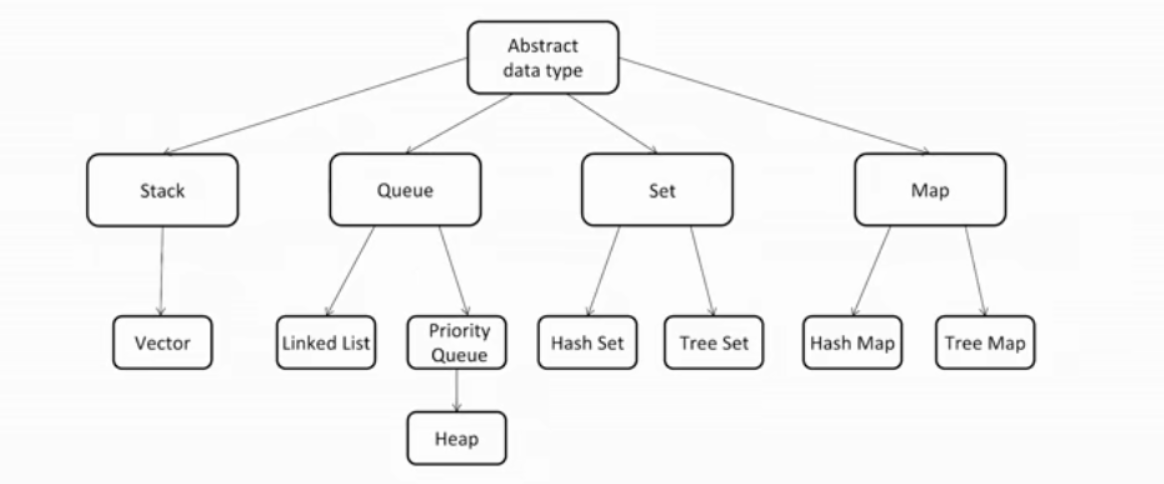 Abstract
data type
Stack
Queue
Set
Map
Vector
Linked List
Priority
Queue
Hash Set
Tree Set
Hash Map
Tree Map
Heap